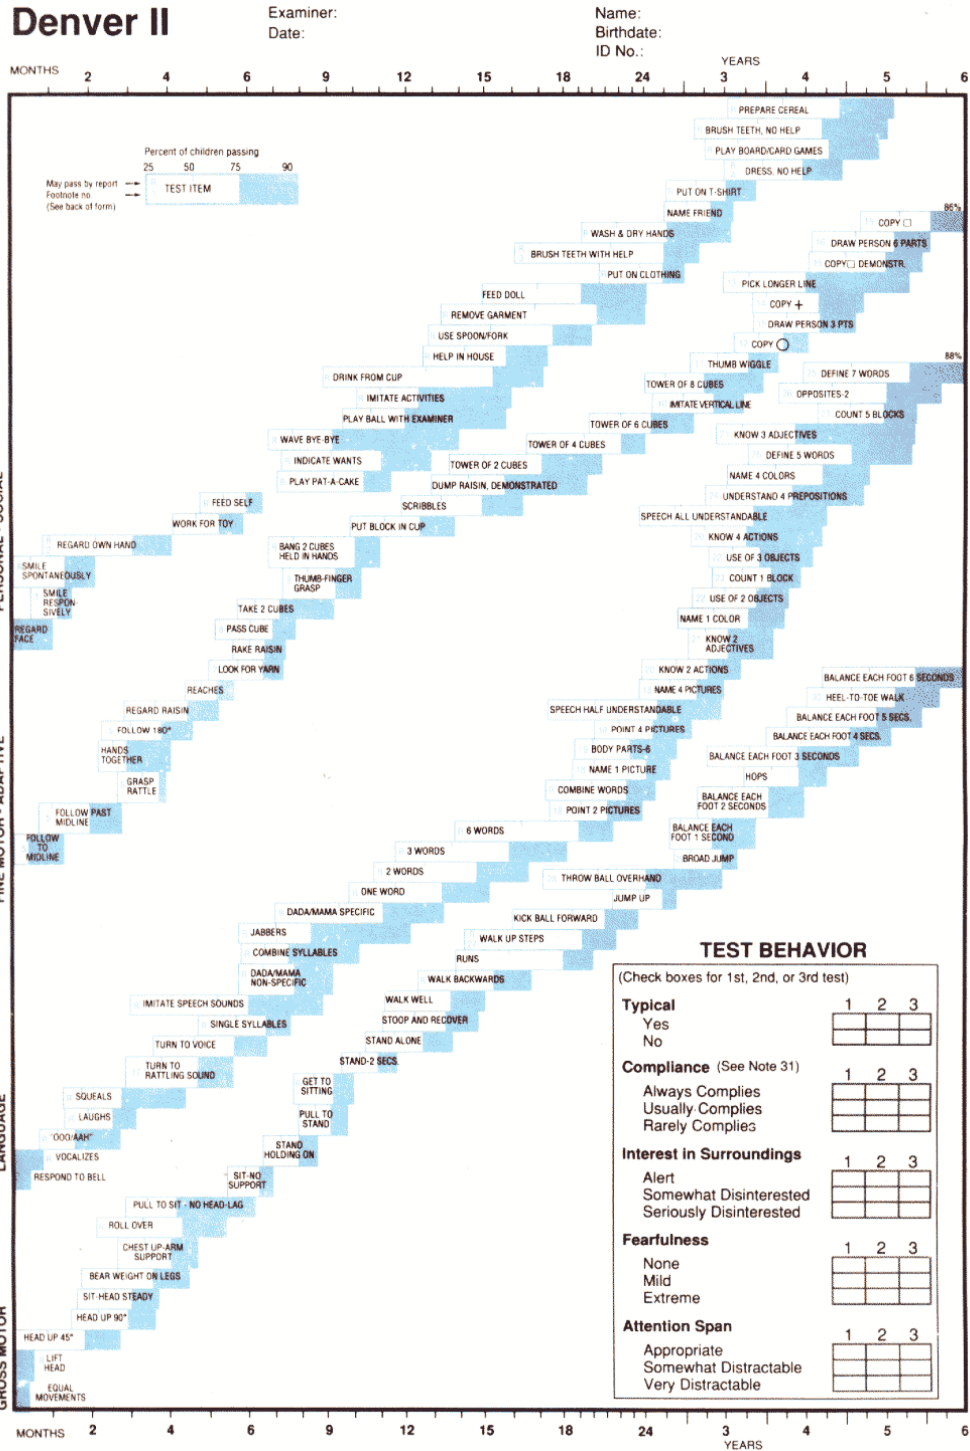 Denver II
Examiner:
Date:
Name:
Birthdate:
ID No.:
MONTHS 2 4 6 9 12 15 18 24 YEARS 3 4 5 6
Percent of children passing
25 50 75 90
May pass by report
Footnote no
(See back of form)
TEST ITEM
PREPARE CEREAL
BRUSH TEETH, NO HELP
PLAY BOARD/CARD GAMES
DRESS, NO HELP
PUT ON T-SHIRT
NAME FRIEND
WASH & DRY HANDS
BRUSH TEETH WITH HELP
PUT ON CLOTHING
FEED DOLL
REMOVE GARMENT
USE SPOON/FORK
HELP IN HOUSE
DRINK FROM CUP
IMITATE ACTIVITIES
PLAY BALL WITH EXAMINER
WAVE BYE-BYE
INDICATE WANTS
PLAY PAT-A-CAKE
FEED SELF
WORK FOR TOY
REGARD OWN HAND
SMILE
SPONTANEOUSLY
SMILE
RESPON-
SIVELY
REGARD
FACE
86%
COPY □
DRAW PERSON 6 PARTS
COPY □ DEMONSTR.
PICK LONGER LINE
COPY +
DRAW PERSON 3 PTS
COPY ○
THUMB WIGGLE
TOWER OF 8 CUBES
IMITATE VERTICAL LINE
TOWER OF 6 CUBES
TOWER OF 4 CUBES
TOWER OF 2 CUBES
DUMP RAISIN, DEMONSTRATED
SCRIBBLES
PUT BLOCK IN CUP
BANG 2 CUBES
HELD IN HANDS
THUMB-FINGER
GRASP
TAKE 2 CUBES
PASS CUBE
RAKE RAISIN
LOOK FOR YARN
REACHES
REGARD RAISIN
FOLLOW 180°
HANDS
TOGETHER
GRASP
RATTLE
FOLLOW PAST
MIDLINE
FOLLOW
TO
MIDLINE
88%
DEFINE 7 WORDS
OPPOSITES-2
COUNT 5 BLOCKS
KNOW 3 ADJECTIVES
DEFINE 5 WORDS
NAME 4 COLORS
UNDERSTAND 4 PREPOSITIONS
SPEECH ALL UNDERSTANDABLE
KNOW 4 ACTIONS
USE OF 3 OBJECTS
COUNT 1 BLOCK
USE OF 2 OBJECTS
NAME 1 COLOR
KNOW 2
ADJECTIVES
KNOW 2 ACTIONS
NAME 4 PICTURES
SPEECH HALF UNDERSTANDABLE
POINT 4 PICTURES
BODY PARTS-6
NAME 1 PICTURE
COMBINE WORDS
POINT 2 PICTURES
6 WORDS
3 WORDS
2 WORDS
ONE WORD
DADA/MAMA SPECIFIC
JABBERS
COMBINE SYLLABLES
DADA/MAMA
NON-SPECIFIC
IMITATE SPEECH SOUNDS
SINGLE SYLLABLES
TURN TO VOICE
TURN TO
RATTLING SOUND
SQUEALS
LAUGHS
"OOO/AAH"
VOCALIZES
RESPOND TO BELL
BALANCE EACH FOOT 6 SECONDS
HEEL-TO-TOE WALK
BALANCE EACH FOOT 5 SECS.
BALANCE EACH FOOT 4 SECS.
BALANCE EACH FOOT 3 SECONDS
HOPS
BALANCE EACH
FOOT 2 SECONDS
BALANCE EACH
FOOT 1 SECOND
BROAD JUMP
THROW BALL OVERHAND
JUMP UP
KICK BALL FORWARD
WALK UP STEPS
RUNS
WALK BACKWARDS
WALK WELL
STOOP AND RECOVER
STAND ALONE
STAND-2 SECS.
GET TO
SITTING
PULL TO
STAND
STAND
HOLDING ON
SIT-NO
SUPPORT
PULL TO SIT - NO HEAD-LAG
ROLL OVER
CHEST UP-ARM
SUPPORT
BEAR WEIGHT ON LEGS
SIT-HEAD STEADY
HEAD UP 90°
HEAD UP 45°
LIFT
HEAD
EQUAL
MOVEMENTS
PERSONAL - SOCIAL
FINE MOTOR - ADAPTIVE
LANGUAGE
GROSS MOTOR
TEST BEHAVIOR
(Check boxes for 1st, 2nd, or 3rd test)
Typical 1 2 3
Yes
No
Compliance (See Note 31) 1 2 3
Always Complies
Usually Complies
Rarely Complies
Interest in Surroundings 1 2 3
Alert
Somewhat Disinterested
Seriously Disinterested
Fearfulness 1 2 3
None
Mild
Extreme
Attention Span 1 2 3
Appropriate
Somewhat Distractable
Very Distractable
MONTHS 2 4 6 9 12 15 18 24 3 YEARS 4 5 6